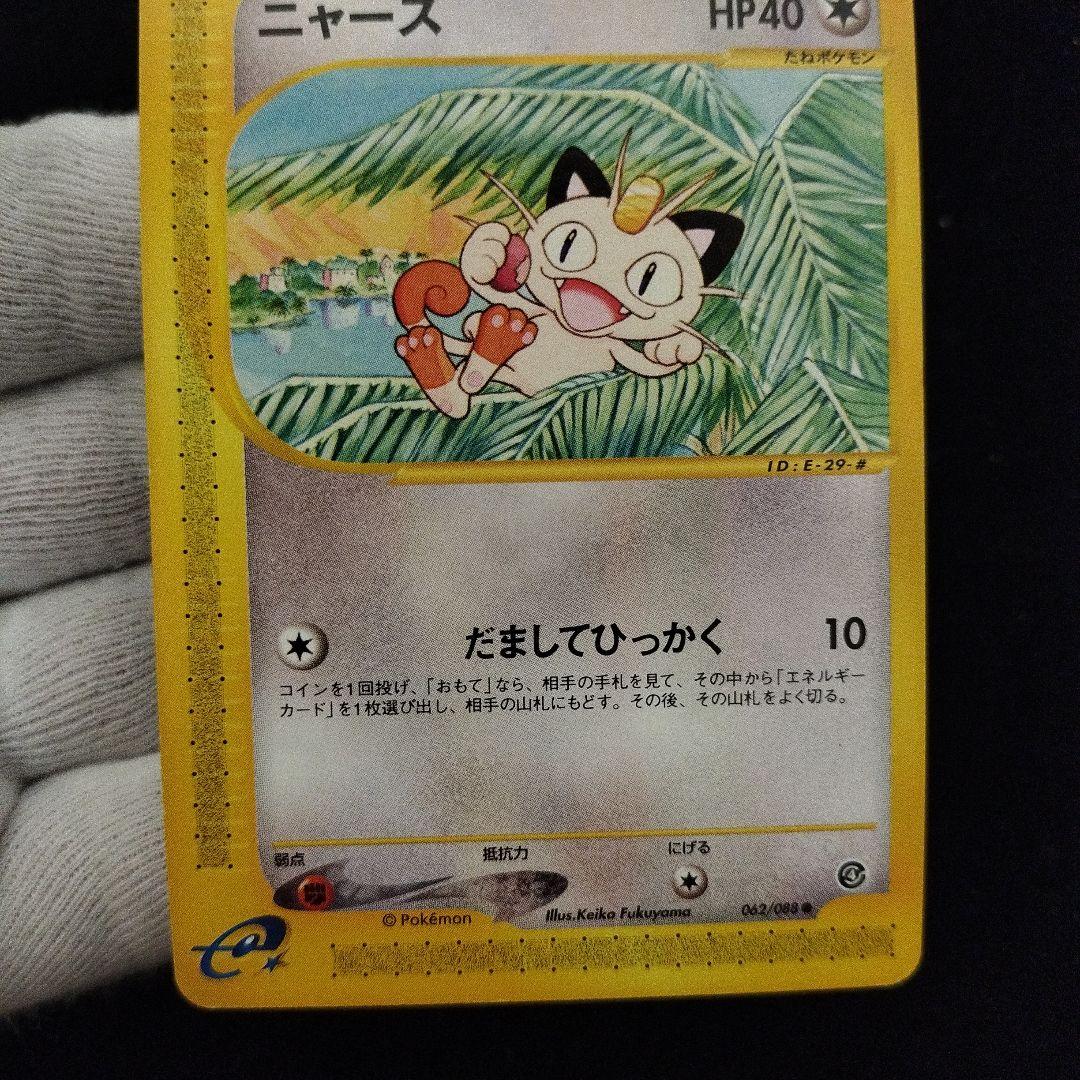 ニャース HP40
たねポケモン
ID:E-29-#
だましてひっかく 10
コインを1回投げ、「おもて」なら、相手の手札を見て、その中から「エネルギー
カード」を1枚選び出し、相手の山札にもどす。その後、その山札をよく切る。
弱点 抵抗力 にげる
© Pokémon Illus.Keiko Fukuyama 062/088
e